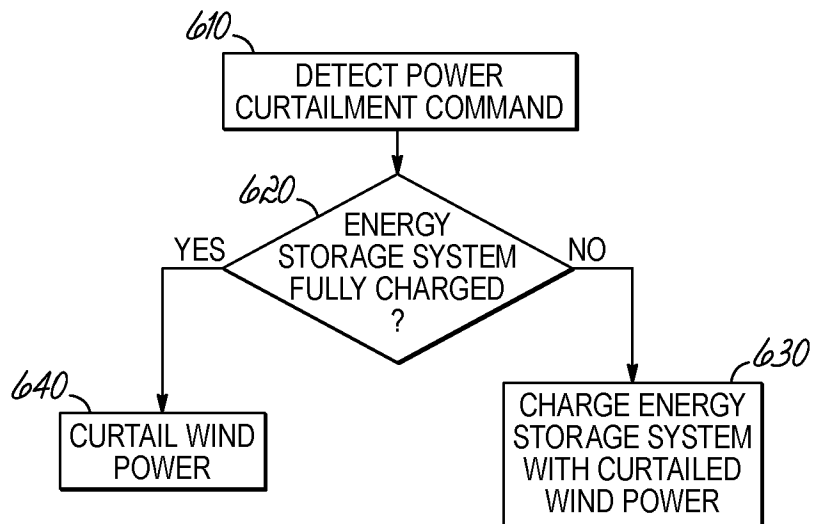 610
DETECT POWER
CURTAILMENT COMMAND
620
ENERGY
STORAGE SYSTEM
FULLY CHARGED
?
YES
NO
640
CURTAIL WIND
POWER
630
CHARGE ENERGY
STORAGE SYSTEM
WITH CURTAILED
WIND POWER